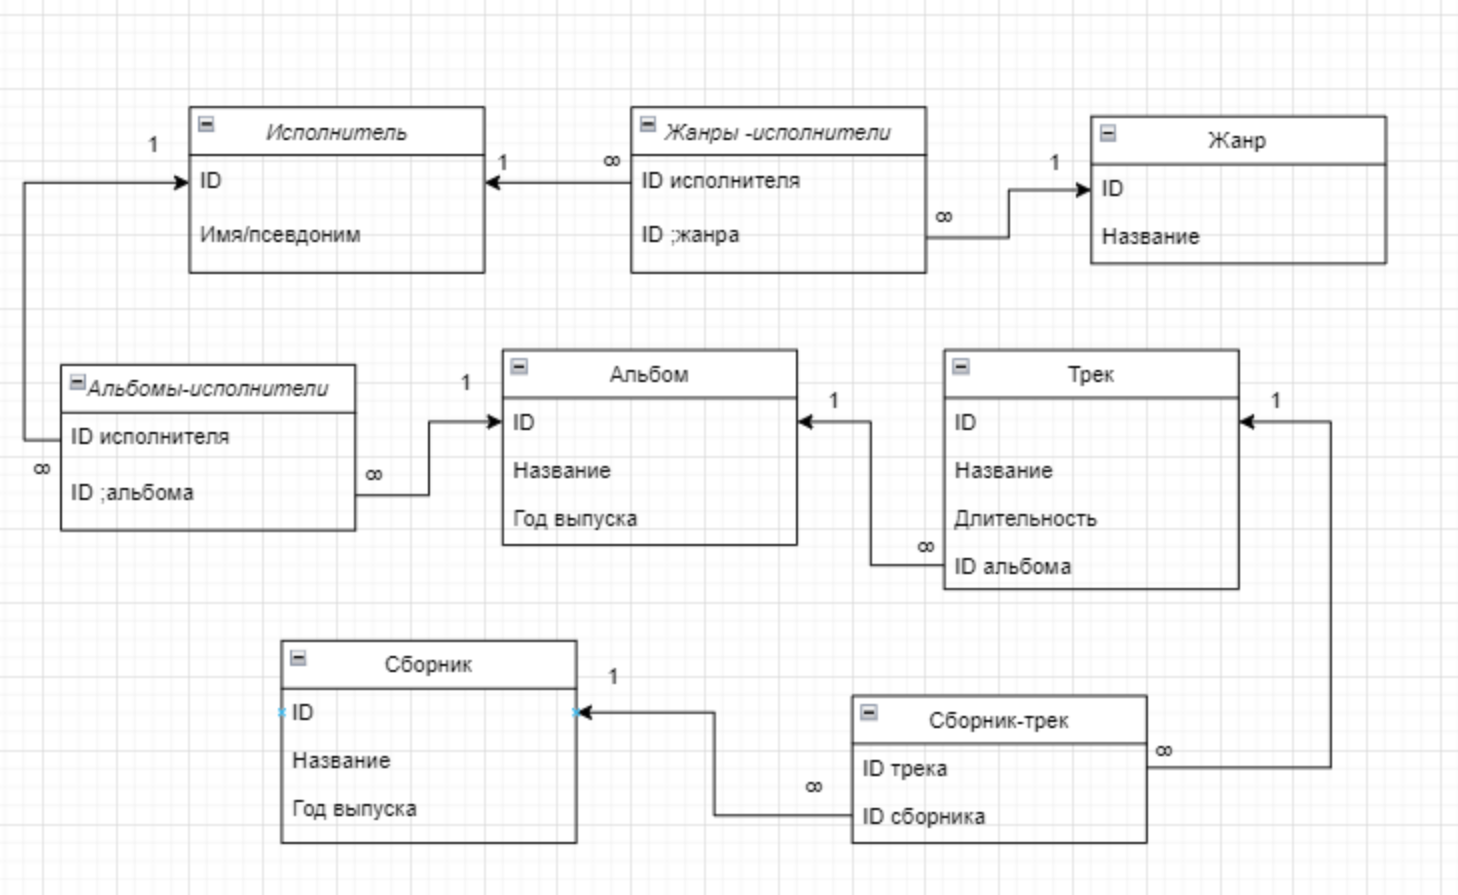 Исполнитель
1
ID
Имя/псевдоним
1
∞
Жанры -исполнители
ID исполнителя
ID ;жанра
∞
1
Жанр
ID
Название
Альбомы-исполнители
ID исполнителя
ID ;альбома
∞
∞
1
Альбом
ID
Название
Год выпуска
1
∞
Трек
ID
Название
Длительность
ID альбома
1
Сборник
ID
Название
Год выпуска
1
∞
Сборник-трек
ID трека
ID сборника
∞